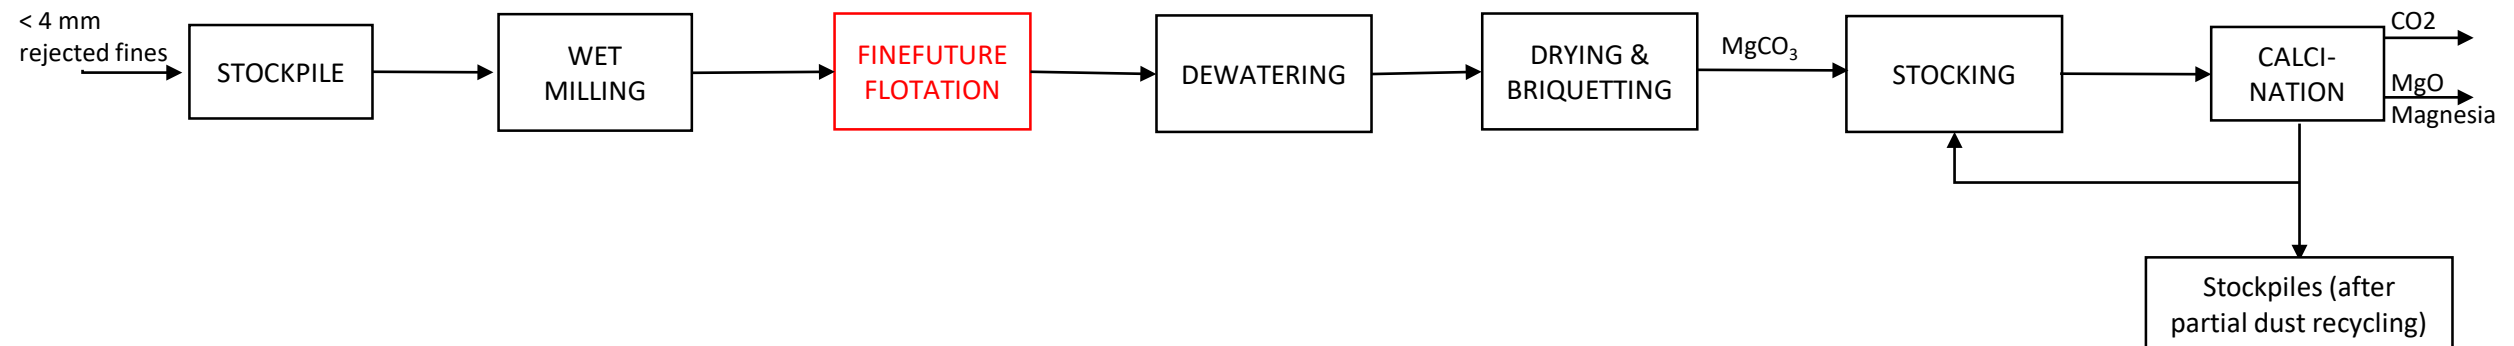 < 4 mm
rejected fines
STOCKPILE
WET
MILLING
FINEFUTURE
FLOTATION
DEWATERING
DRYING &
BRIQUETTING
MgCO₃
STOCKING
CALCI-
NATION
CO2
MgO
Magnesia
Stockpiles (after
partial dust recycling)